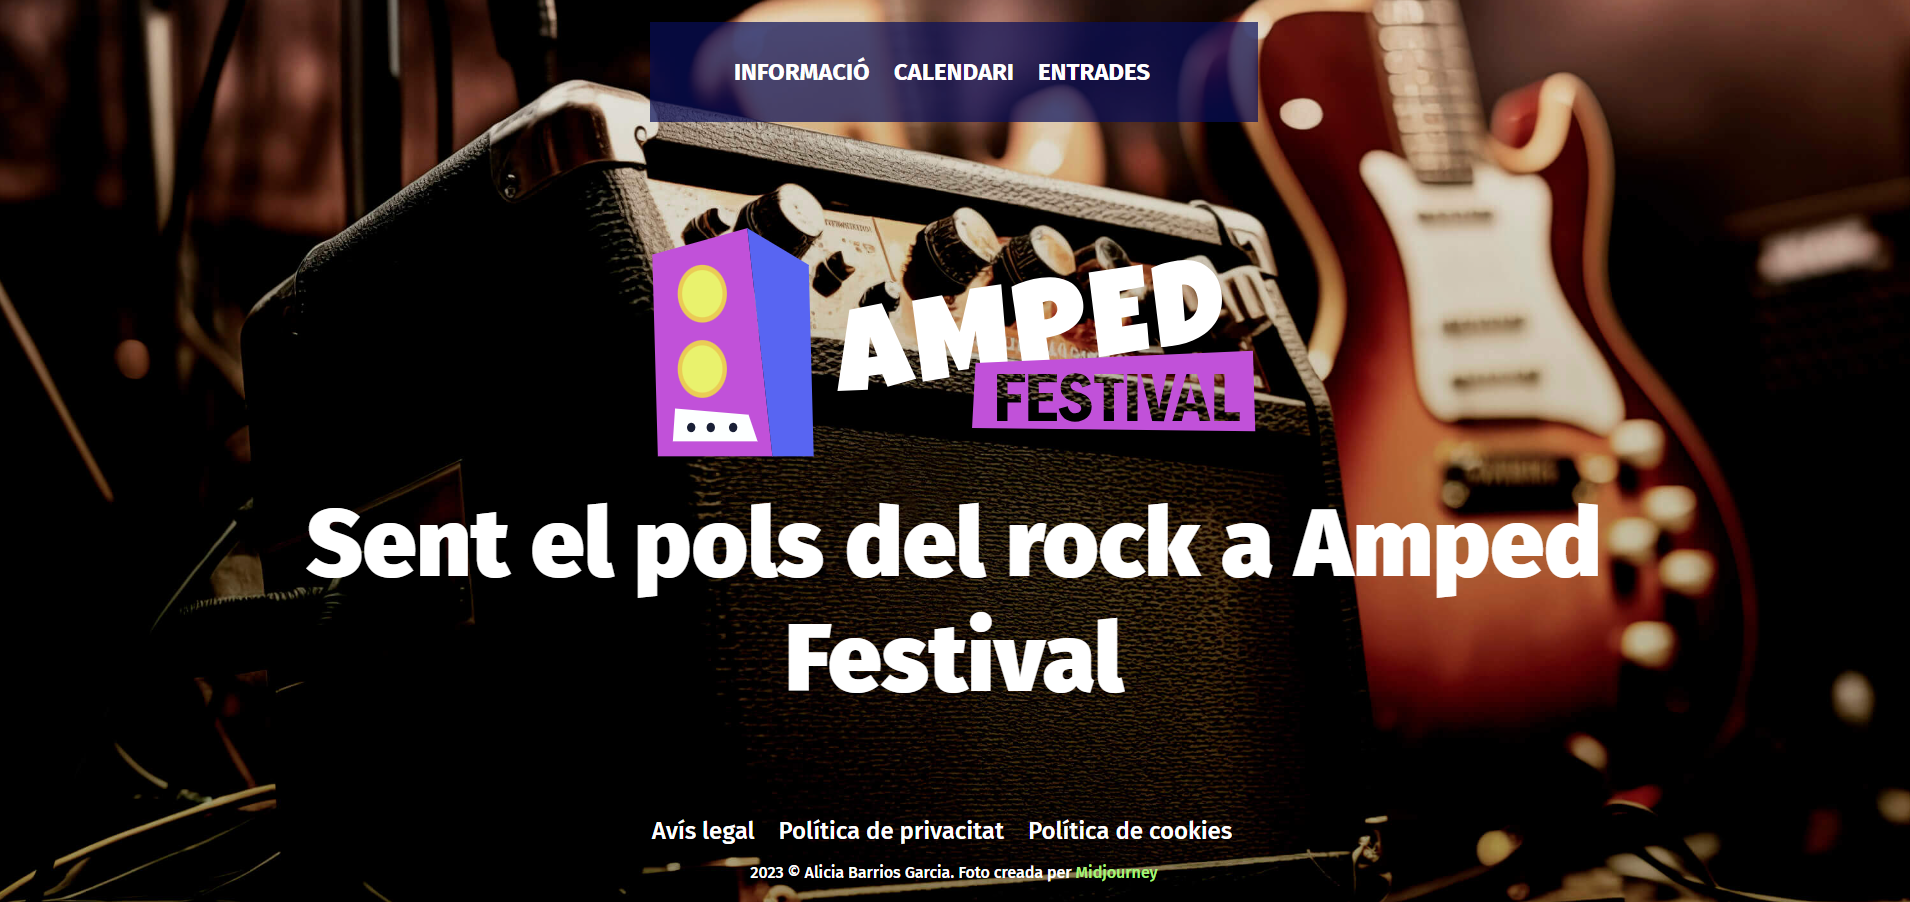 INFORMACIÓ CALENDARI ENTRADES
AMPED
FESTIVAL
Sent el pols del rock a Amped
Festival
Avís legal Política de privacitat Política de cookies
2023 © Alicia Barrios Garcia. Foto creada per Midjourney